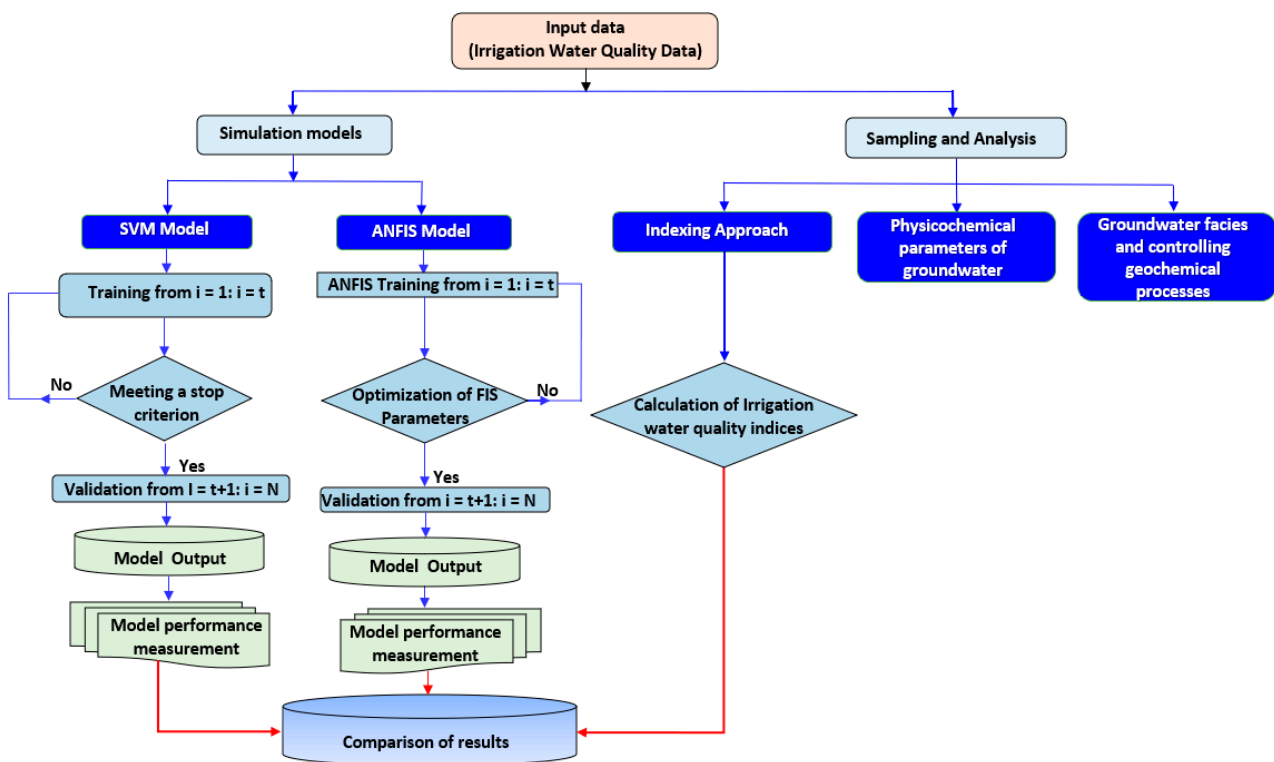 Input data
(Irrigation Water Quality Data)
Simulation models
Sampling and Analysis
SVM Model
ANFIS Model
Indexing Approach
Physicochemical
parameters of
groundwater
Groundwater facies
and controlling
geochemical
processes
Training from i = 1: i = t
ANFIS Training from i = 1: i = t
No
Meeting a stop
criterion
Optimization of FIS
Parameters
No
Calculation of Irrigation
water quality indices
Yes
Yes
Validation from I = t+1: i = N
Validation from i = t+1: i = N
Model Output
Model Output
Model performance
measurement
Model performance
measurement
Comparison of results